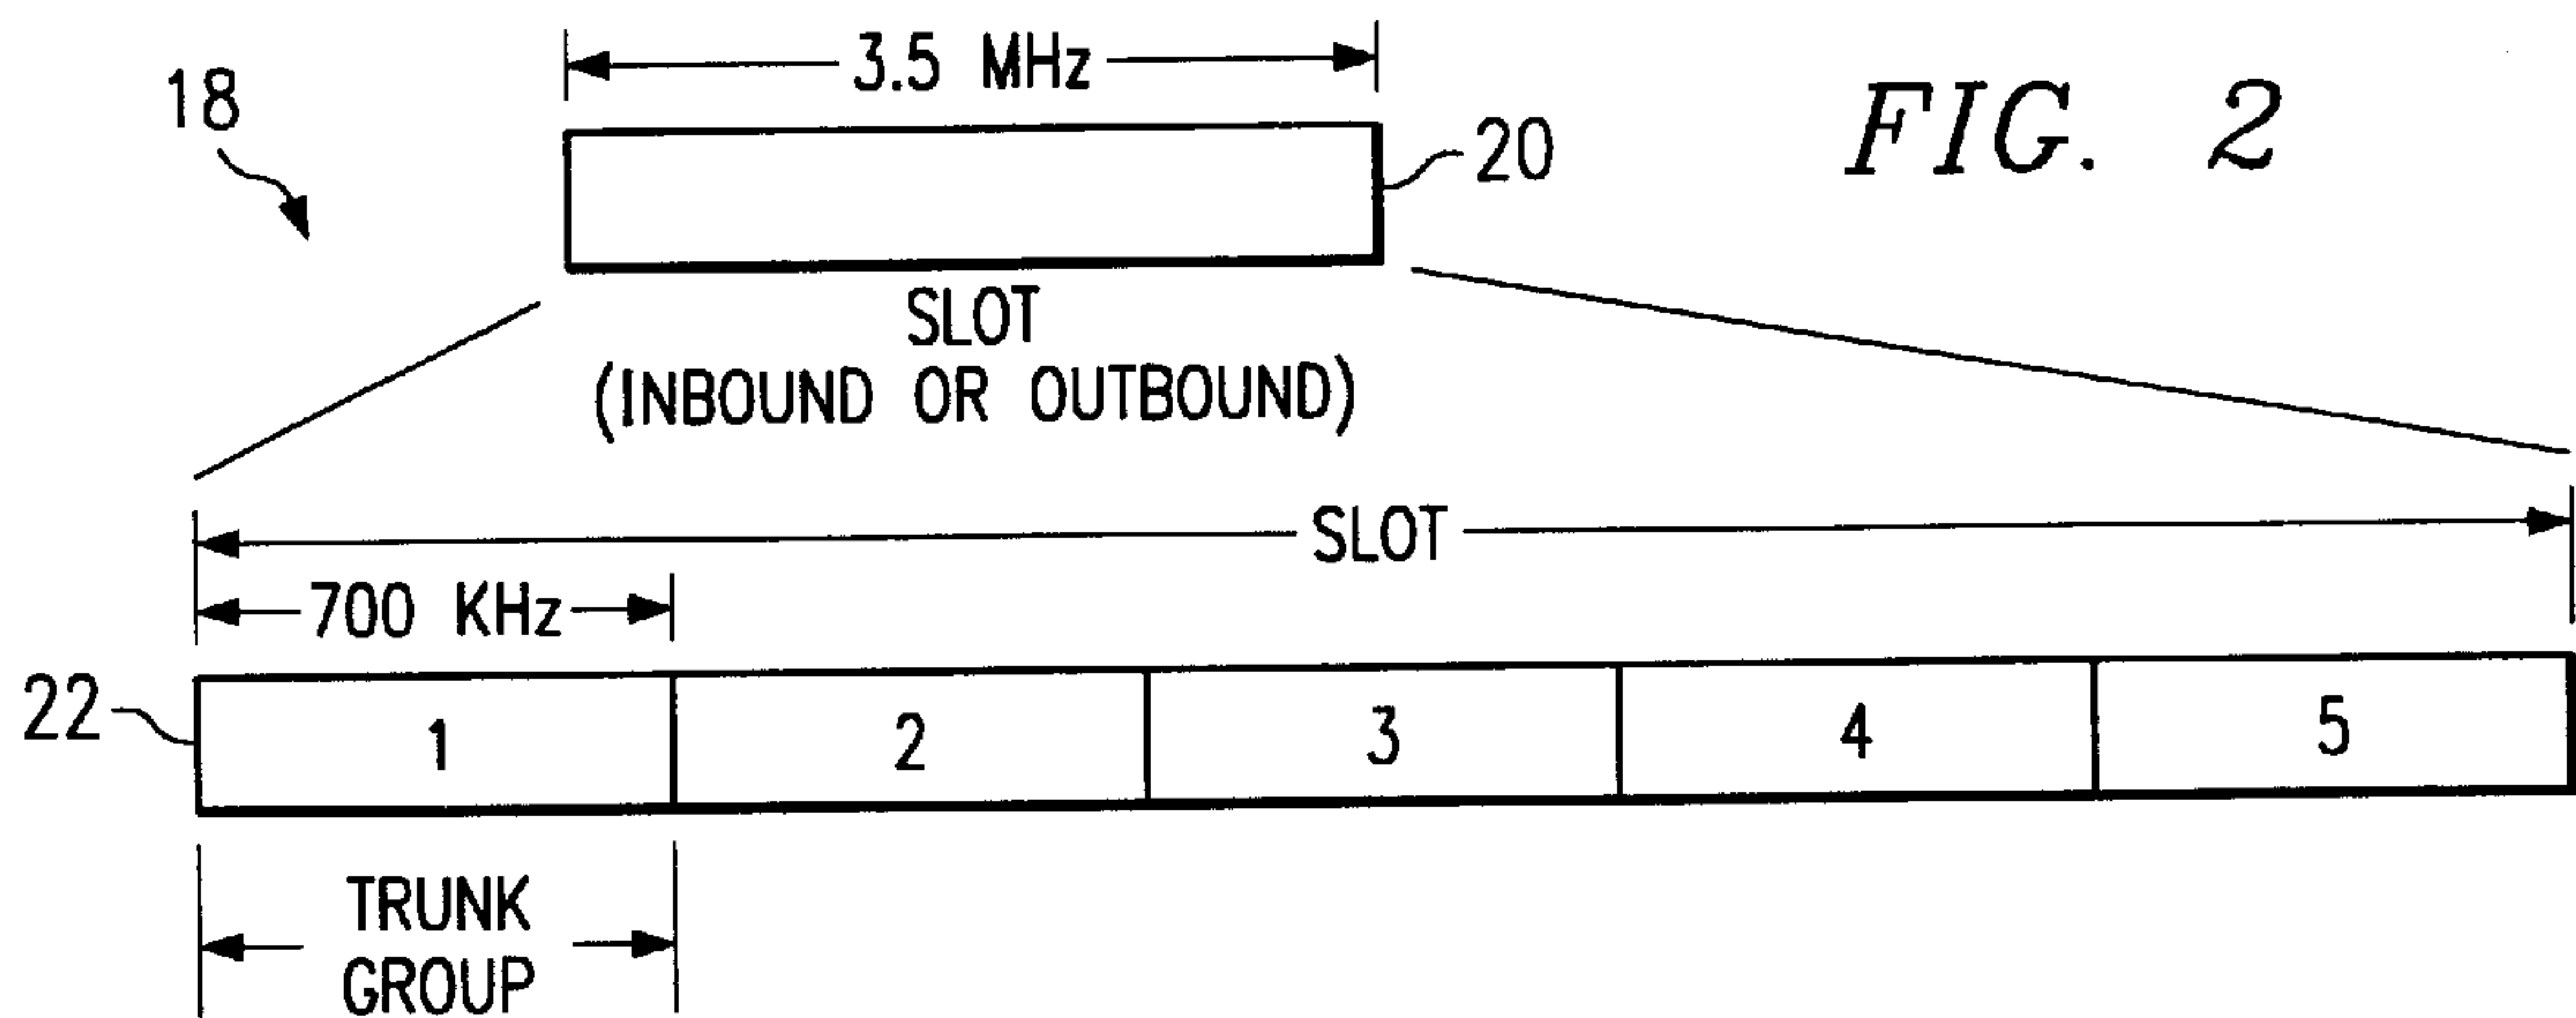 3.5 MHz
18
20
FIG. 2
SLOT
(INBOUND OR OUTBOUND)
SLOT
700 KHz
22
1 2 3 4 5
TRUNK
GROUP